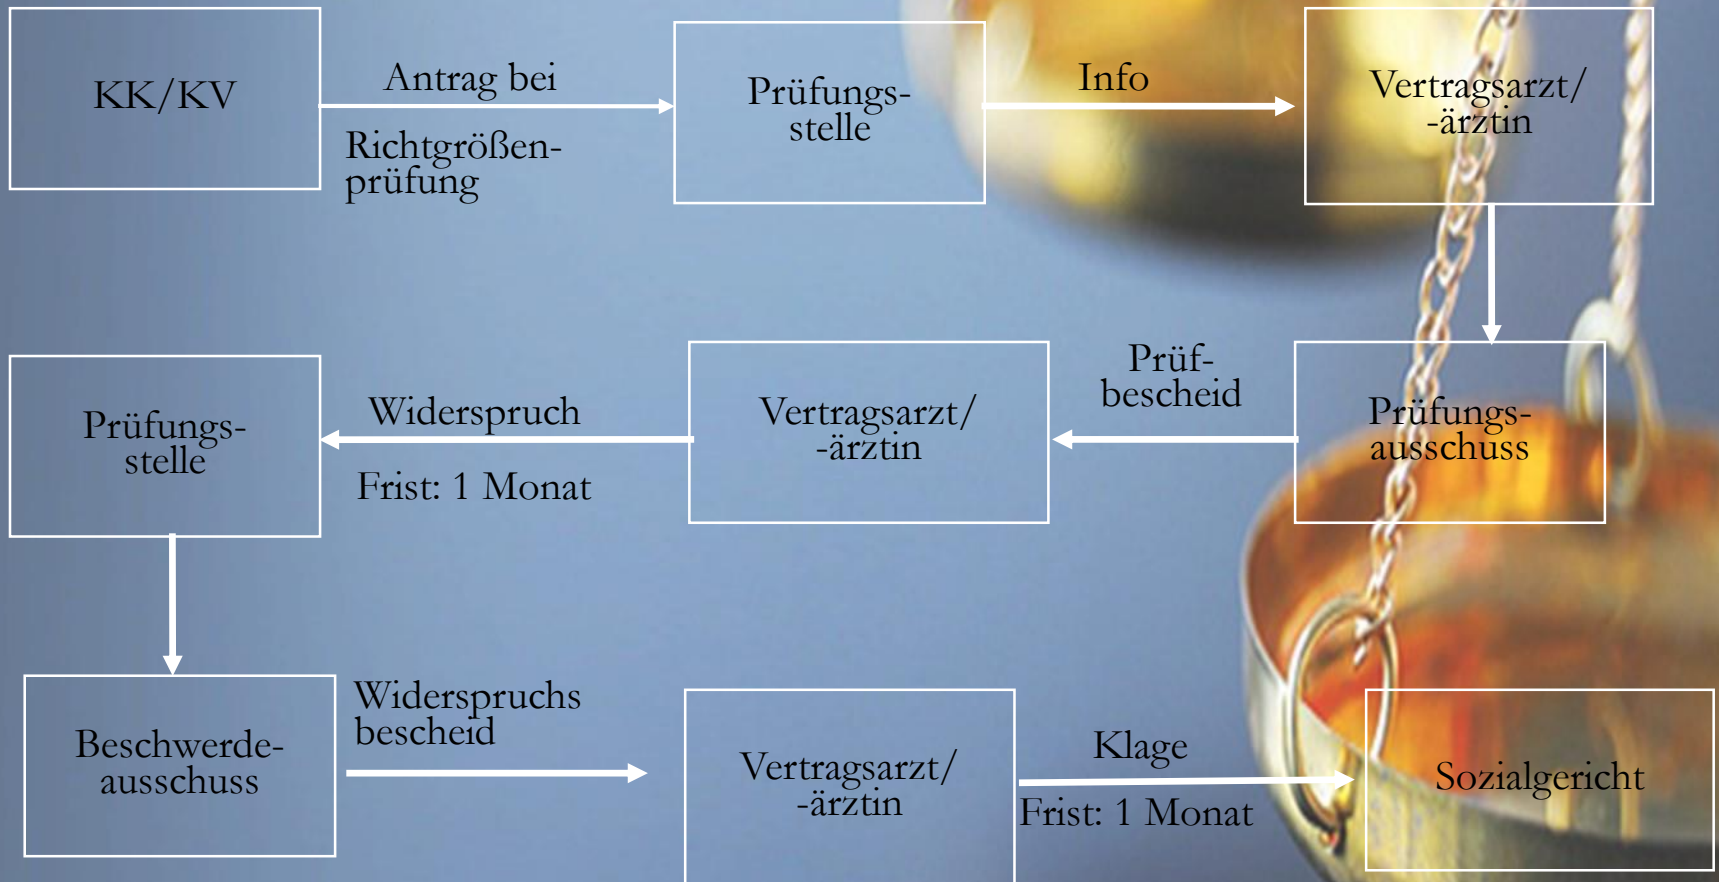 KK/KV
Antrag bei
Richtgrößen-
prüfung
Prüfungs-
stelle
Info
Vertragsarzt/
-ärztin
Prüfungs-
stelle
Widerspruch
Frist: 1 Monat
Vertragsarzt/
-ärztin
Prüf-
bescheid
Prüfungs-
ausschuss
Beschwerde-
ausschuss
Widerspruchs
bescheid
Vertragsarzt/
-ärztin
Klage
Frist: 1 Monat
Sozialgericht